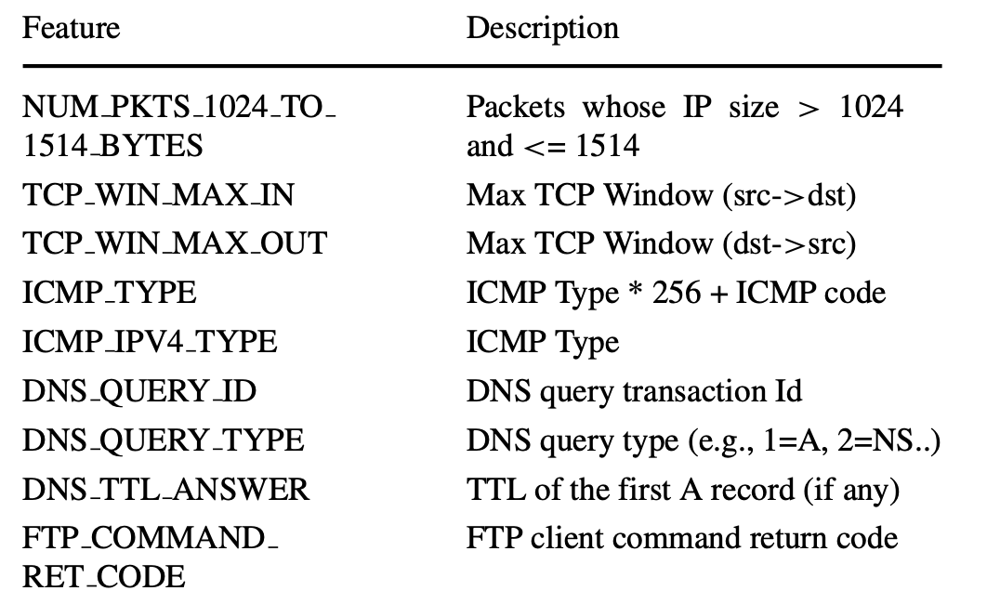 Feature Description
NUM_PKTS_1024_TO_ Packets whose IP size > 1024
1514_BYTES and <= 1514
TCP_WIN_MAX_IN Max TCP Window (src->dst)
TCP_WIN_MAX_OUT Max TCP Window (dst->src)
ICMP_TYPE ICMP Type * 256 + ICMP code
ICMP_IPV4_TYPE ICMP Type
DNS_QUERY_ID DNS query transaction Id
DNS_QUERY_TYPE DNS query type (e.g., 1=A, 2=NS..)
DNS_TTL_ANSWER TTL of the first A record (if any)
FTP_COMMAND_ FTP client command return code
RET_CODE